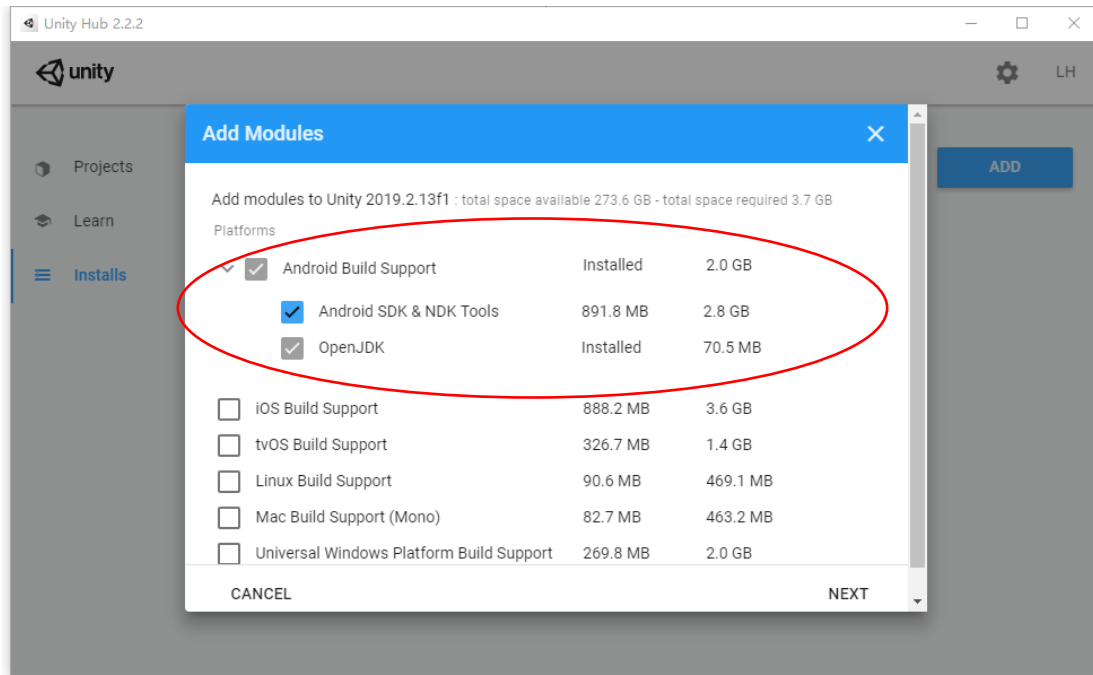 Unity Hub 2.2.2
unity
LH
Add Modules
Projects
ADD
Add modules to Unity 2019.2.13f1 : total space available 273.6 GB - total space required 3.7 GB
Learn
Platforms
Installs
Android Build Support Installed 2.0 GB
Android SDK & NDK Tools 891.8 MB 2.8 GB
OpenJDK Installed 70.5 MB
iOS Build Support 888.2 MB 3.6 GB
tvOS Build Support 326.7 MB 1.4 GB
Linux Build Support 90.6 MB 469.1 MB
Mac Build Support (Mono) 82.7 MB 463.2 MB
Universal Windows Platform Build Support 269.8 MB 2.0 GB
CANCEL NEXT